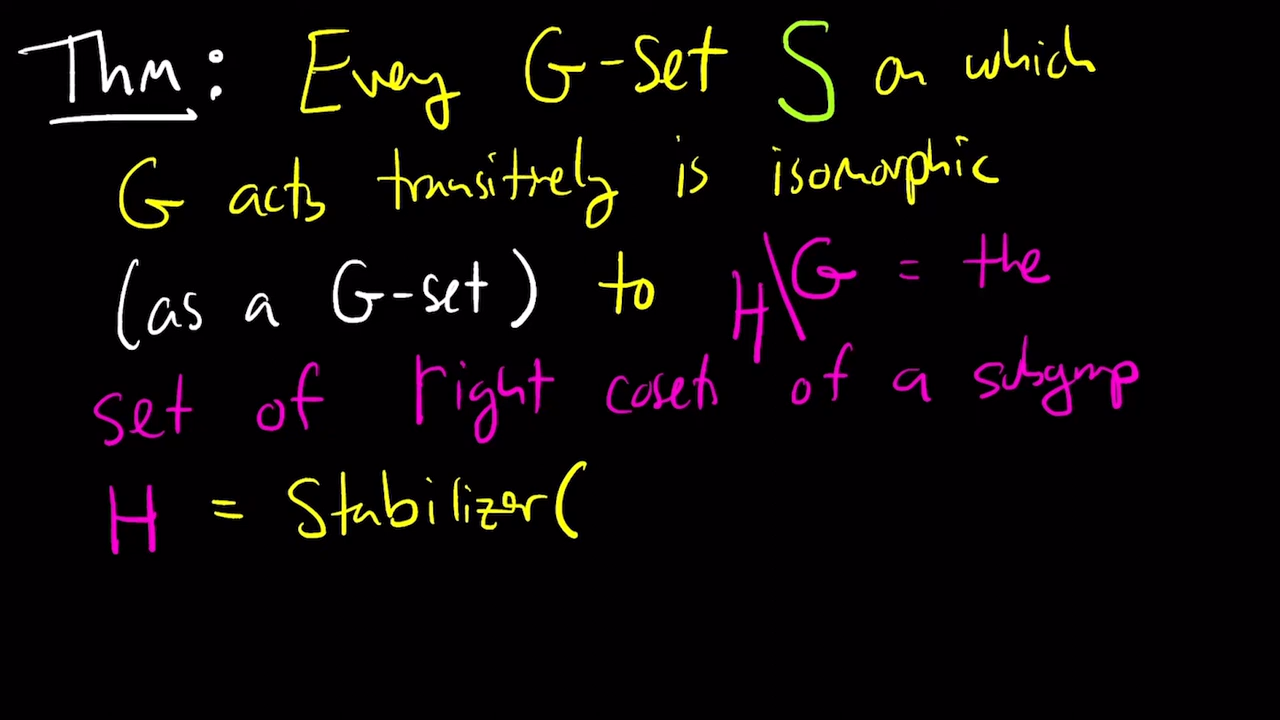 Thm: Every G-set S on which
G acts transitively is isomorphic
(as a G-set) to H\G = the
set of right cosets of a subgroup
H = Stabilizer(